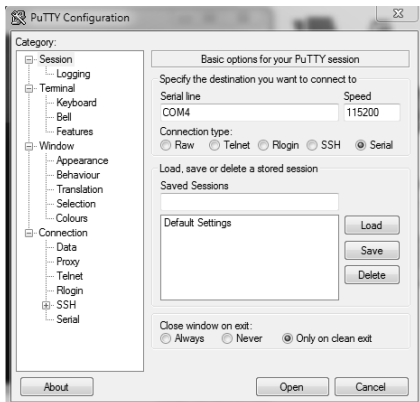 PuTTY Configuration
Category:
Session
Logging
Terminal
Keyboard
Bell
Features
Window
Appearance
Behaviour
Translation
Selection
Colours
Connection
Data
Proxy
Telnet
Rlogin
SSH
Serial
Basic options for your PuTTY session
Specify the destination you want to connect to
Serial line Speed
COM4 115200
Connection type:
Raw Telnet Rlogin SSH Serial
Load, save or delete a stored session
Saved Sessions
Default Settings
Load
Save
Delete
Close window on exit:
Always Never Only on clean exit
About Open Cancel